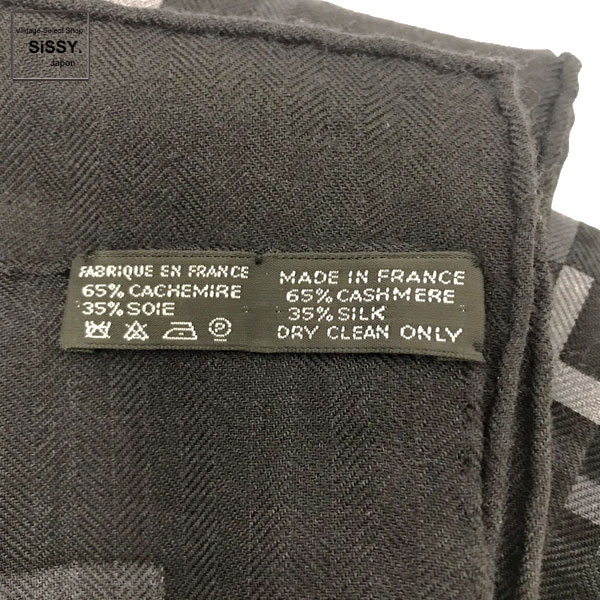 Vintage Select Shop
SiSSY.
Japan
FABRIQUE EN FRANCE
65% CACHEMIRE
35% SOIE
MADE IN FRANCE
65% CASHMERE
35% SILK
DRY CLEAN ONLY
P